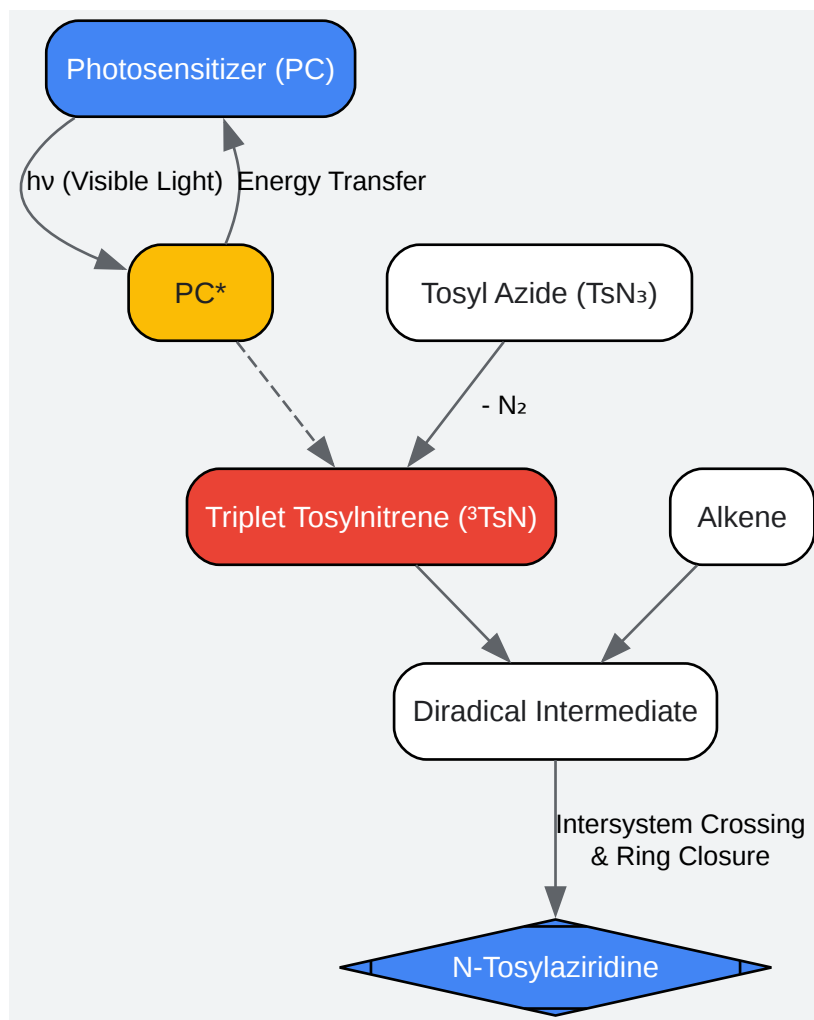 Photosensitizer (PC)
hν (Visible Light)
Energy Transfer
PC*
Tosyl Azide (TsN₃)
- N₂
Triplet Tosylnitrene (³TsN)
Alkene
Diradical Intermediate
Intersystem Crossing
& Ring Closure
N-Tosylaziridine